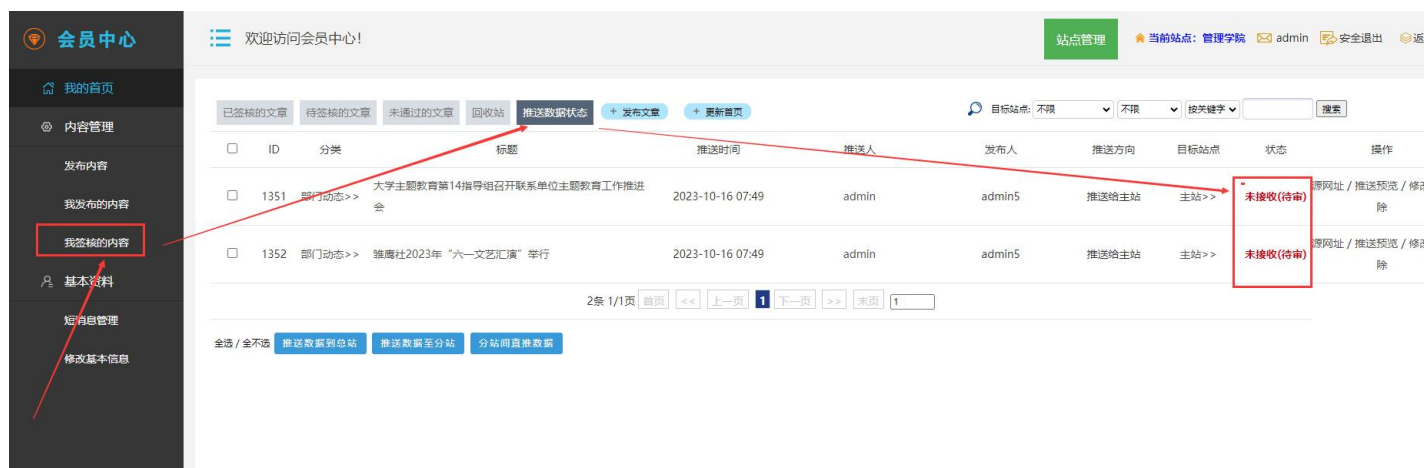 会员中心
欢迎访问会员中心!
站点管理 当前站点：管理学院 admin 安全退出 返
我的首页
内容管理
发布内容
我发布的内容
我签核的内容
基本资料
短消息管理
修改基本信息
已签核的文章 待签核的文章 未通过的文章 回收站 推送数据状态 + 发布文章 + 更新首页 目标站点: 不限 不限 按关键字 搜索
ID 分类 标题 推送时间 推送人 发布人 推送方向 目标站点 状态 操作
1351 部门动态>> 大学主题教育第14指导组召开联系单位主题教育工作推进 2023-10-16 07:49 admin admin5 推送给主站 主站>> 未接收(待审) 源网址 / 推送预览 / 修改
会 除
1352 部门动态>> 雏鹰社2023年“六一文艺汇演”举行 2023-10-16 07:49 admin admin5 推送给主站 主站>> 未接收(待审) 源网址 / 推送预览 / 修改
除
2条 1/1页 首页 << 上一页 1 下一页 >> 末页 1
全选 / 全不选 推送数据到总站 推送数据至分站 分站间直推数据